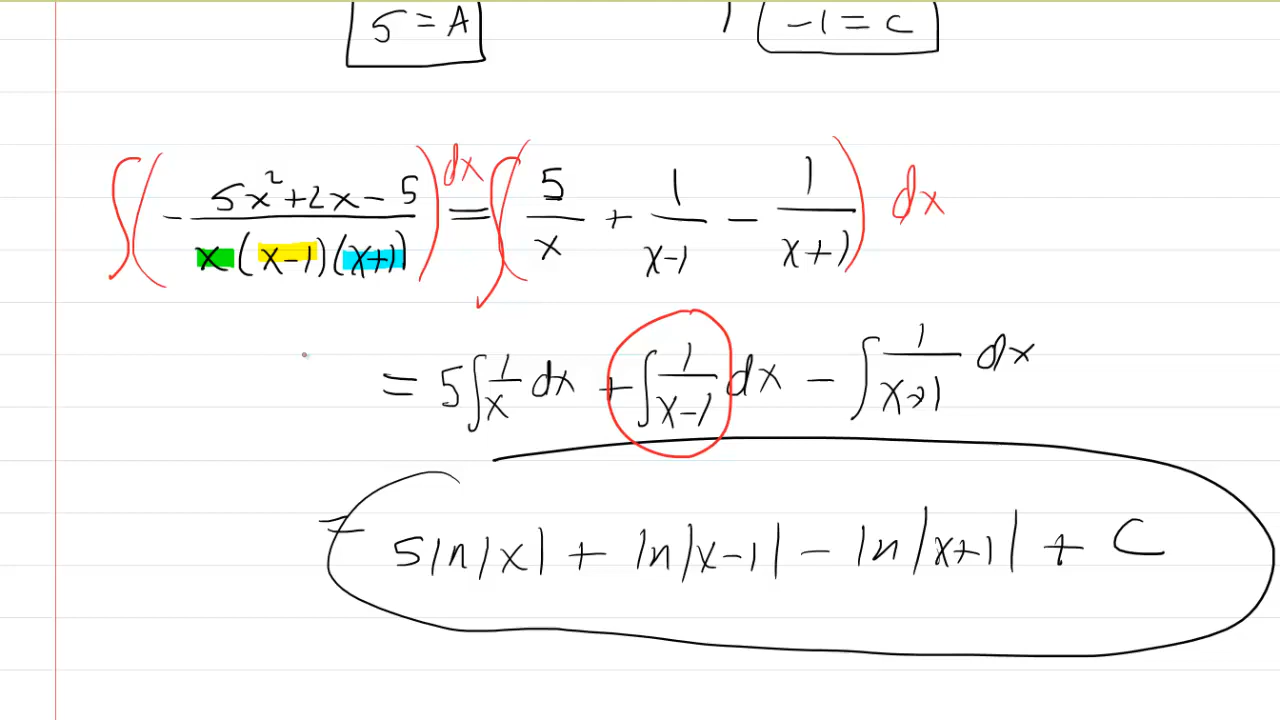 5 = A
-1 = C
∫(- (5x²+2x-5)/(x(x-1)(x+1))) dx = ∫(5/x + 1/(x-1) - 1/(x+1)) dx
= 5∫1/x dx + ∫1/(x-1) dx - ∫1/(x+1) dx
= 5ln|x| + ln|x-1| - ln|x+1| + C